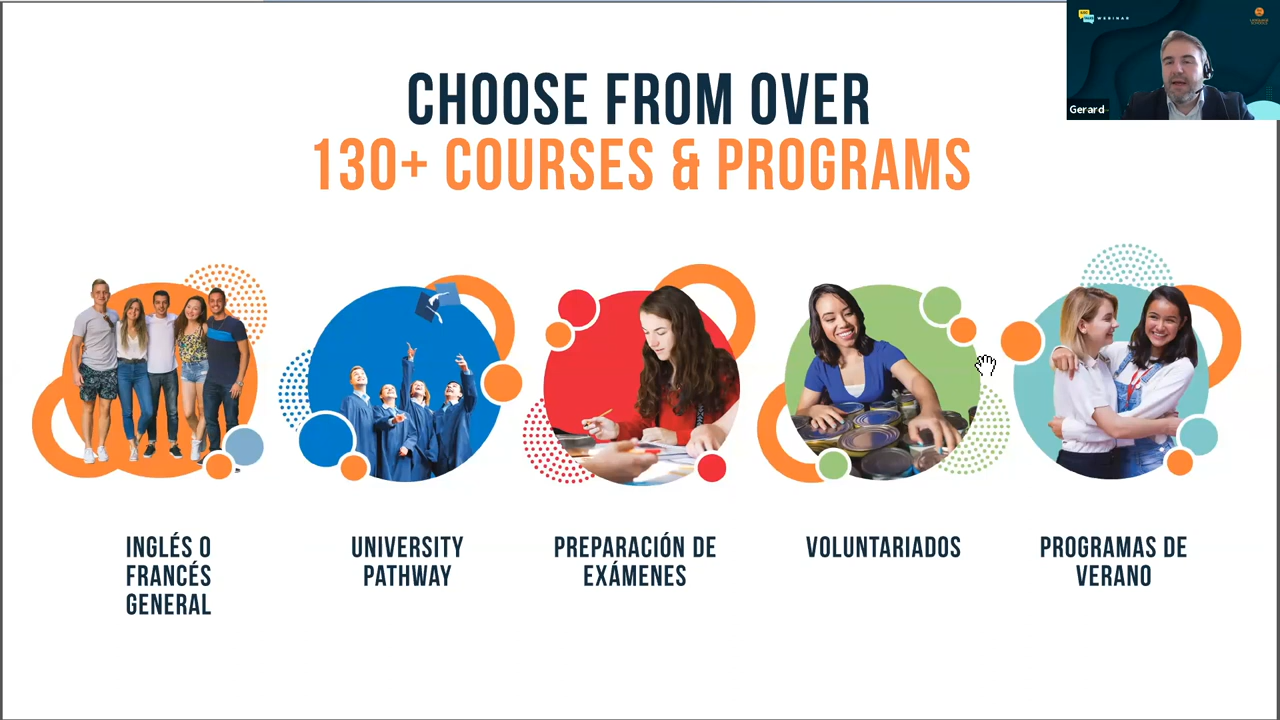 WEBINAR
Gerard
CHOOSE FROM OVER
130+ COURSES & PROGRAMS
INGLÉS O
FRANCÉS
GENERAL
UNIVERSITY
PATHWAY
PREPARACIÓN DE
EXÁMENES
VOLUNTARIADOS
PROGRAMAS DE
VERANO